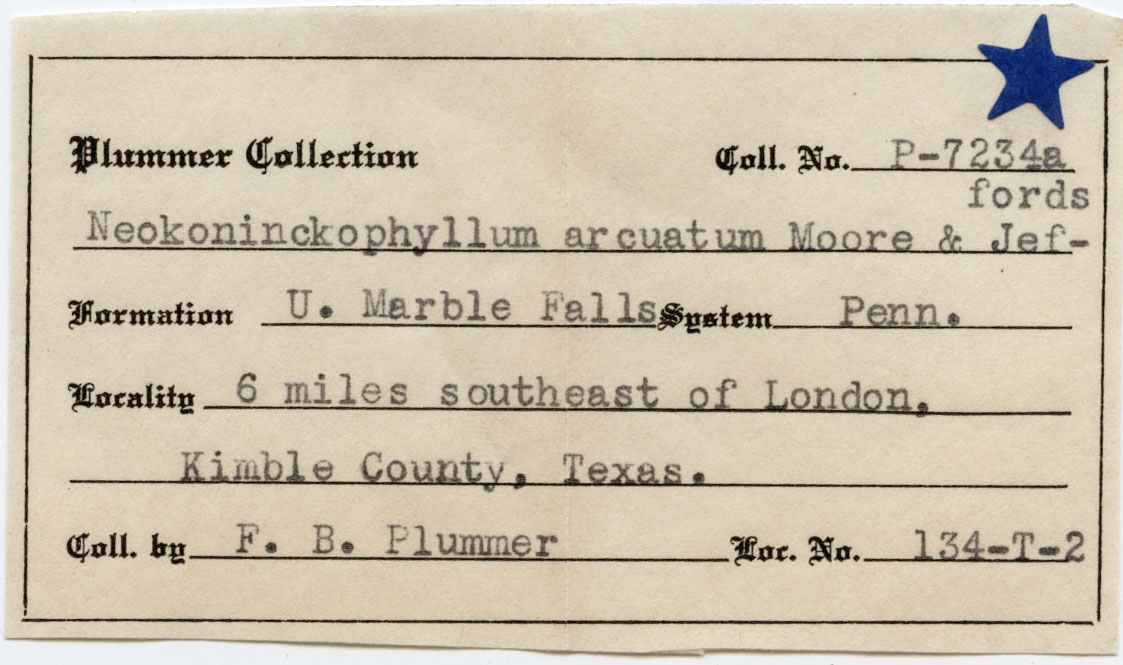 Plummer Collection Coll. No. P-7234a
fords
Neokoninckophyllum arcuatum Moore & Jef-
Formation U. Marble Falls System Penn.
Locality 6 miles southeast of London,
Kimble County, Texas.
Coll. by F. B. Plummer Loc. No. 134-T-2